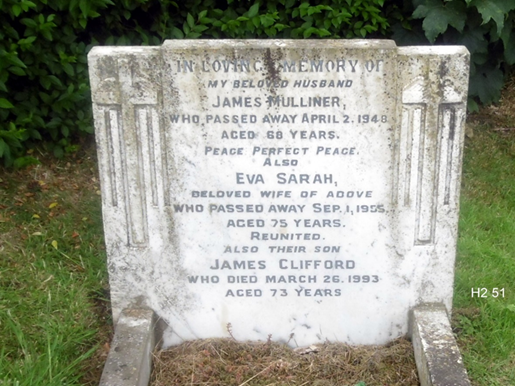 IN LOVING MEMORY OF
MY BELOVED HUSBAND
JAMES MULLINER,
WHO PASSED AWAY APRIL 2, 1948
AGED 68 YEARS.
PEACE PERFECT PEACE.
ALSO
EVA SARAH,
BELOVED WIFE OF ABOVE
WHO PASSED AWAY SEP. 1, 1955,
AGED 75 YEARS.
REUNITED.
ALSO THEIR SON
JAMES CLIFFORD
WHO DIED MARCH 26, 1993
AGED 73 YEARS
H2 51